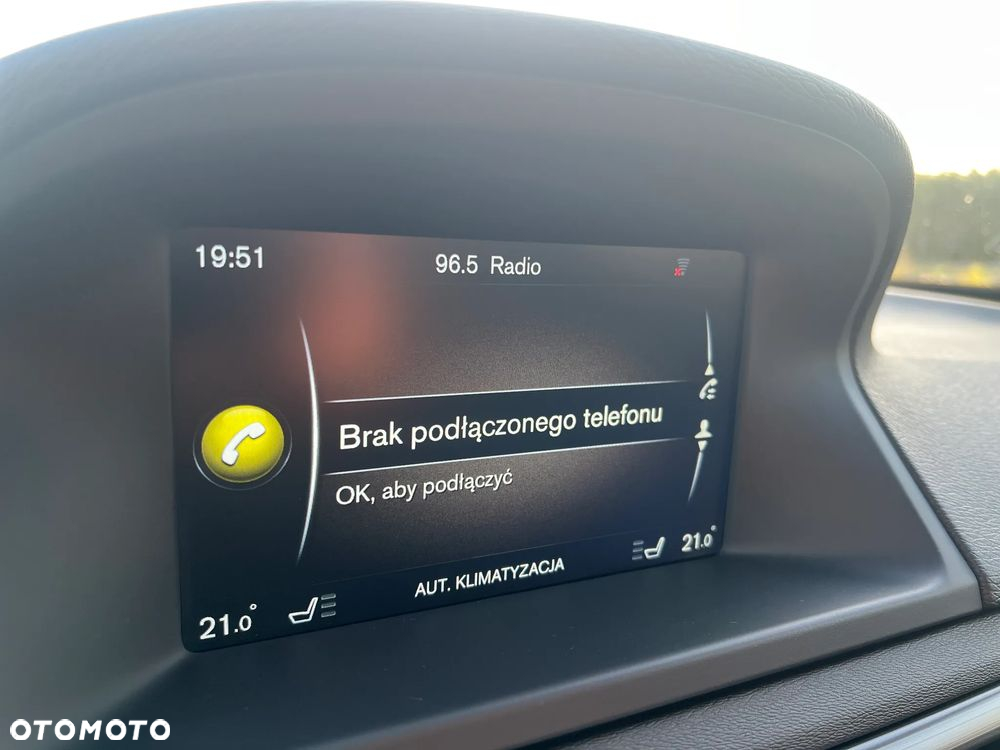 19:51
96.5 Radio
Brak podłączonego telefonu
OK, aby podłączyć
AUT. KLIMATYZACJA
21.0°
21.0°
OTOMOTO